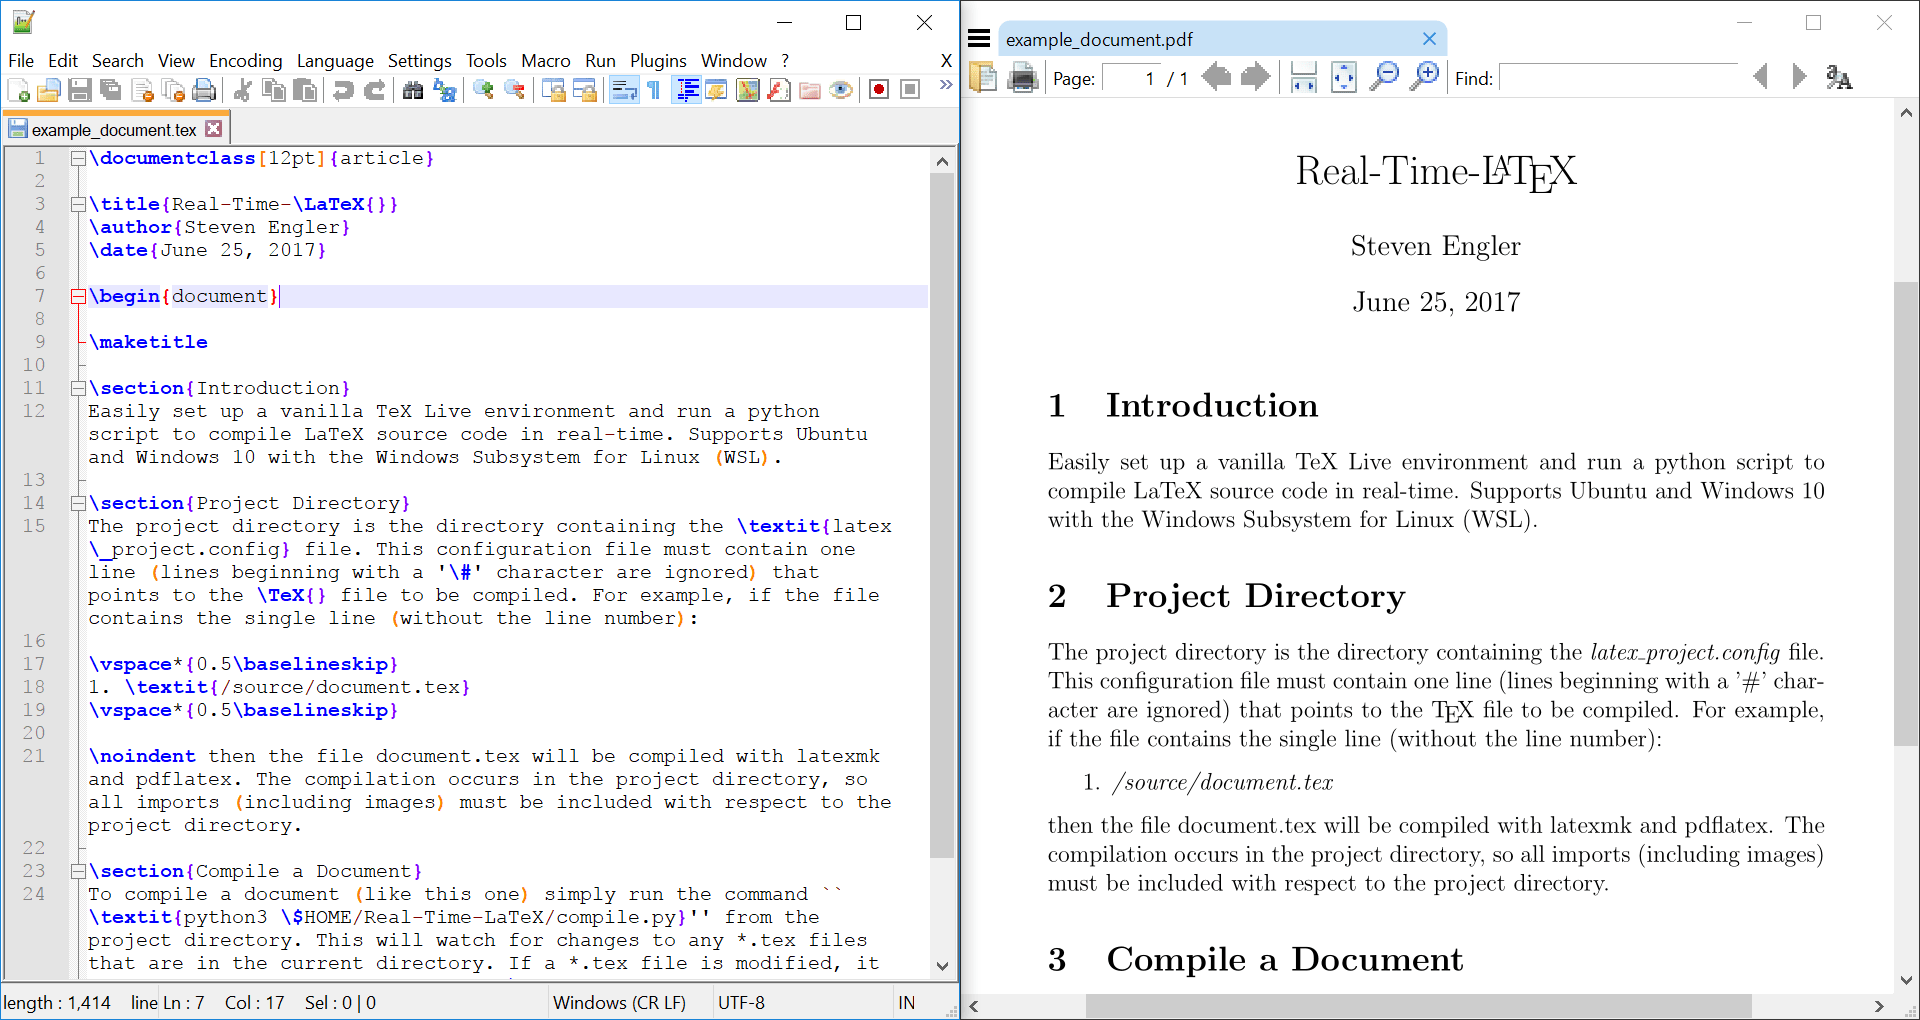 File Edit Search View Encoding Language Settings Tools Macro Run Plugins Window ? X
example_document.tex
1 \documentclass[12pt]{article}
2
3 \title{Real-Time-\LaTeX{}}
4 \author{Steven Engler}
5 \date{June 25, 2017}
6
7 \begin{document}
8
9 \maketitle
10
11 \section{Introduction}
12 Easily set up a vanilla TeX Live environment and run a python
script to compile LaTeX source code in real-time. Supports Ubuntu
and Windows 10 with the Windows Subsystem for Linux (WSL).
13
14 \section{Project Directory}
15 The project directory is the directory containing the \textit{latex
\_project.config} file. This configuration file must contain one
line (lines beginning with a '\#' character are ignored) that
points to the \TeX{} file to be compiled. For example, if the file
contains the single line (without the line number):
16
17 \vspace*{0.5\baselineskip}
18 1. \textit{/source/document.tex}
19 \vspace*{0.5\baselineskip}
20
21 \noindent then the file document.tex will be compiled with latexmk
and pdflatex. The compilation occurs in the project directory, so
all imports (including images) must be included with respect to the
project directory.
22
23 \section{Compile a Document}
24 To compile a document (like this one) simply run the command ``
\textit{python3 \$HOME/Real-Time-LaTeX/compile.py}'' from the
project directory. This will watch for changes to any *.tex files
that are in the current directory. If a *.tex file is modified, it
length : 1,414 line Ln : 7 Col : 17 Sel : 0 | 0 Windows (CR LF) UTF-8 IN
example_document.pdf
Page: 1 / 1 Find:
Real-Time-LATEX
Steven Engler
June 25, 2017
1 Introduction
Easily set up a vanilla TeX Live environment and run a python script to
compile LaTeX source code in real-time. Supports Ubuntu and Windows 10
with the Windows Subsystem for Linux (WSL).
2 Project Directory
The project directory is the directory containing the latex_project.config file.
This configuration file must contain one line (lines beginning with a '#' char-
acter are ignored) that points to the TEX file to be compiled. For example,
if the file contains the single line (without the line number):
1. /source/document.tex
then the file document.tex will be compiled with latexmk and pdflatex. The
compilation occurs in the project directory, so all imports (including images)
must be included with respect to the project directory.
3 Compile a Document